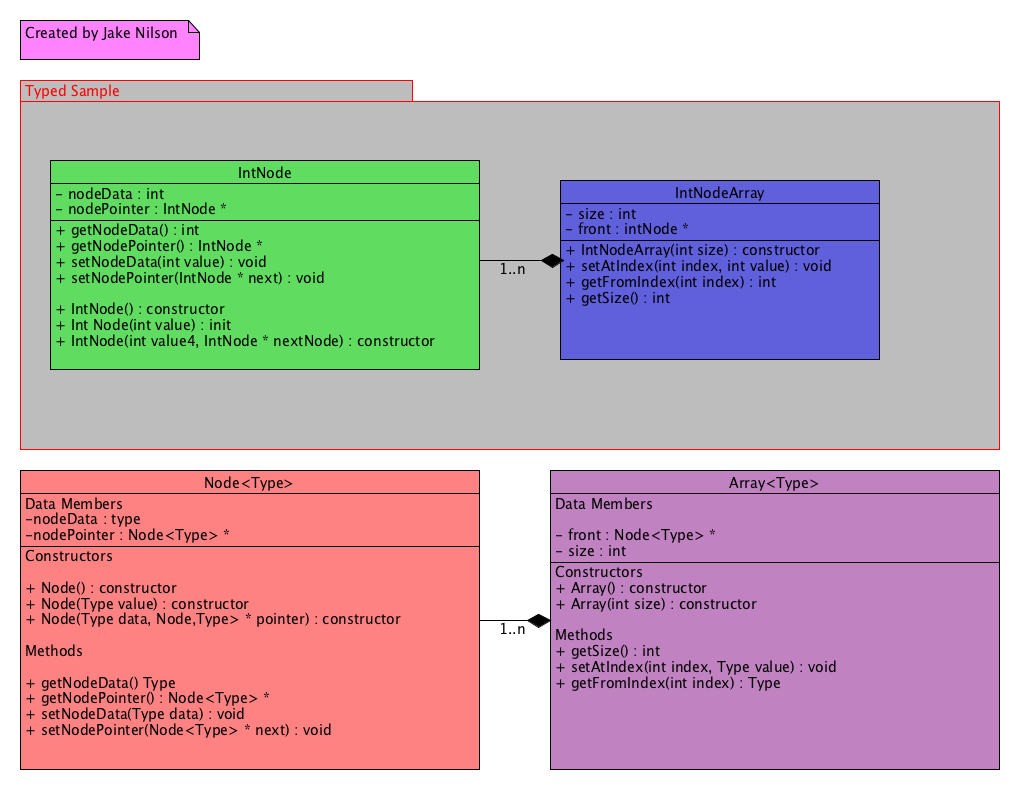 Created by Jake Nilson
Typed Sample
IntNode
- nodeData : int
- nodePointer : IntNode *
+ getNodeData() : int
+ getNodePointer() : IntNode *
+ setNodeData(int value) : void
+ setNodePointer(IntNode * next) : void
+ IntNode() : constructor
+ Int Node(int value) : init
+ IntNode(int value4, IntNode * nextNode) : constructor
1..n
IntNodeArray
- size : int
- front : intNode *
+ IntNodeArray(int size) : constructor
+ setAtIndex(int index, int value) : void
+ getFromIndex(int index) : int
+ getSize() : int
Node<Type>
Data Members
-nodeData : type
-nodePointer : Node<Type> *
Constructors
+ Node() : constructor
+ Node(Type value) : constructor
+ Node(Type data, Node,Type> * pointer) : constructor
Methods
+ getNodeData() Type
+ getNodePointer() : Node<Type> *
+ setNodeData(Type data) : void
+ setNodePointer(Node<Type> * next) : void
1..n
Array<Type>
Data Members
- front : Node<Type> *
- size : int
Constructors
+ Array() : constructor
+ Array(int size) : constructor
Methods
+ getSize() : int
+ setAtIndex(int index, Type value) : void
+ getFromIndex(int index) : Type